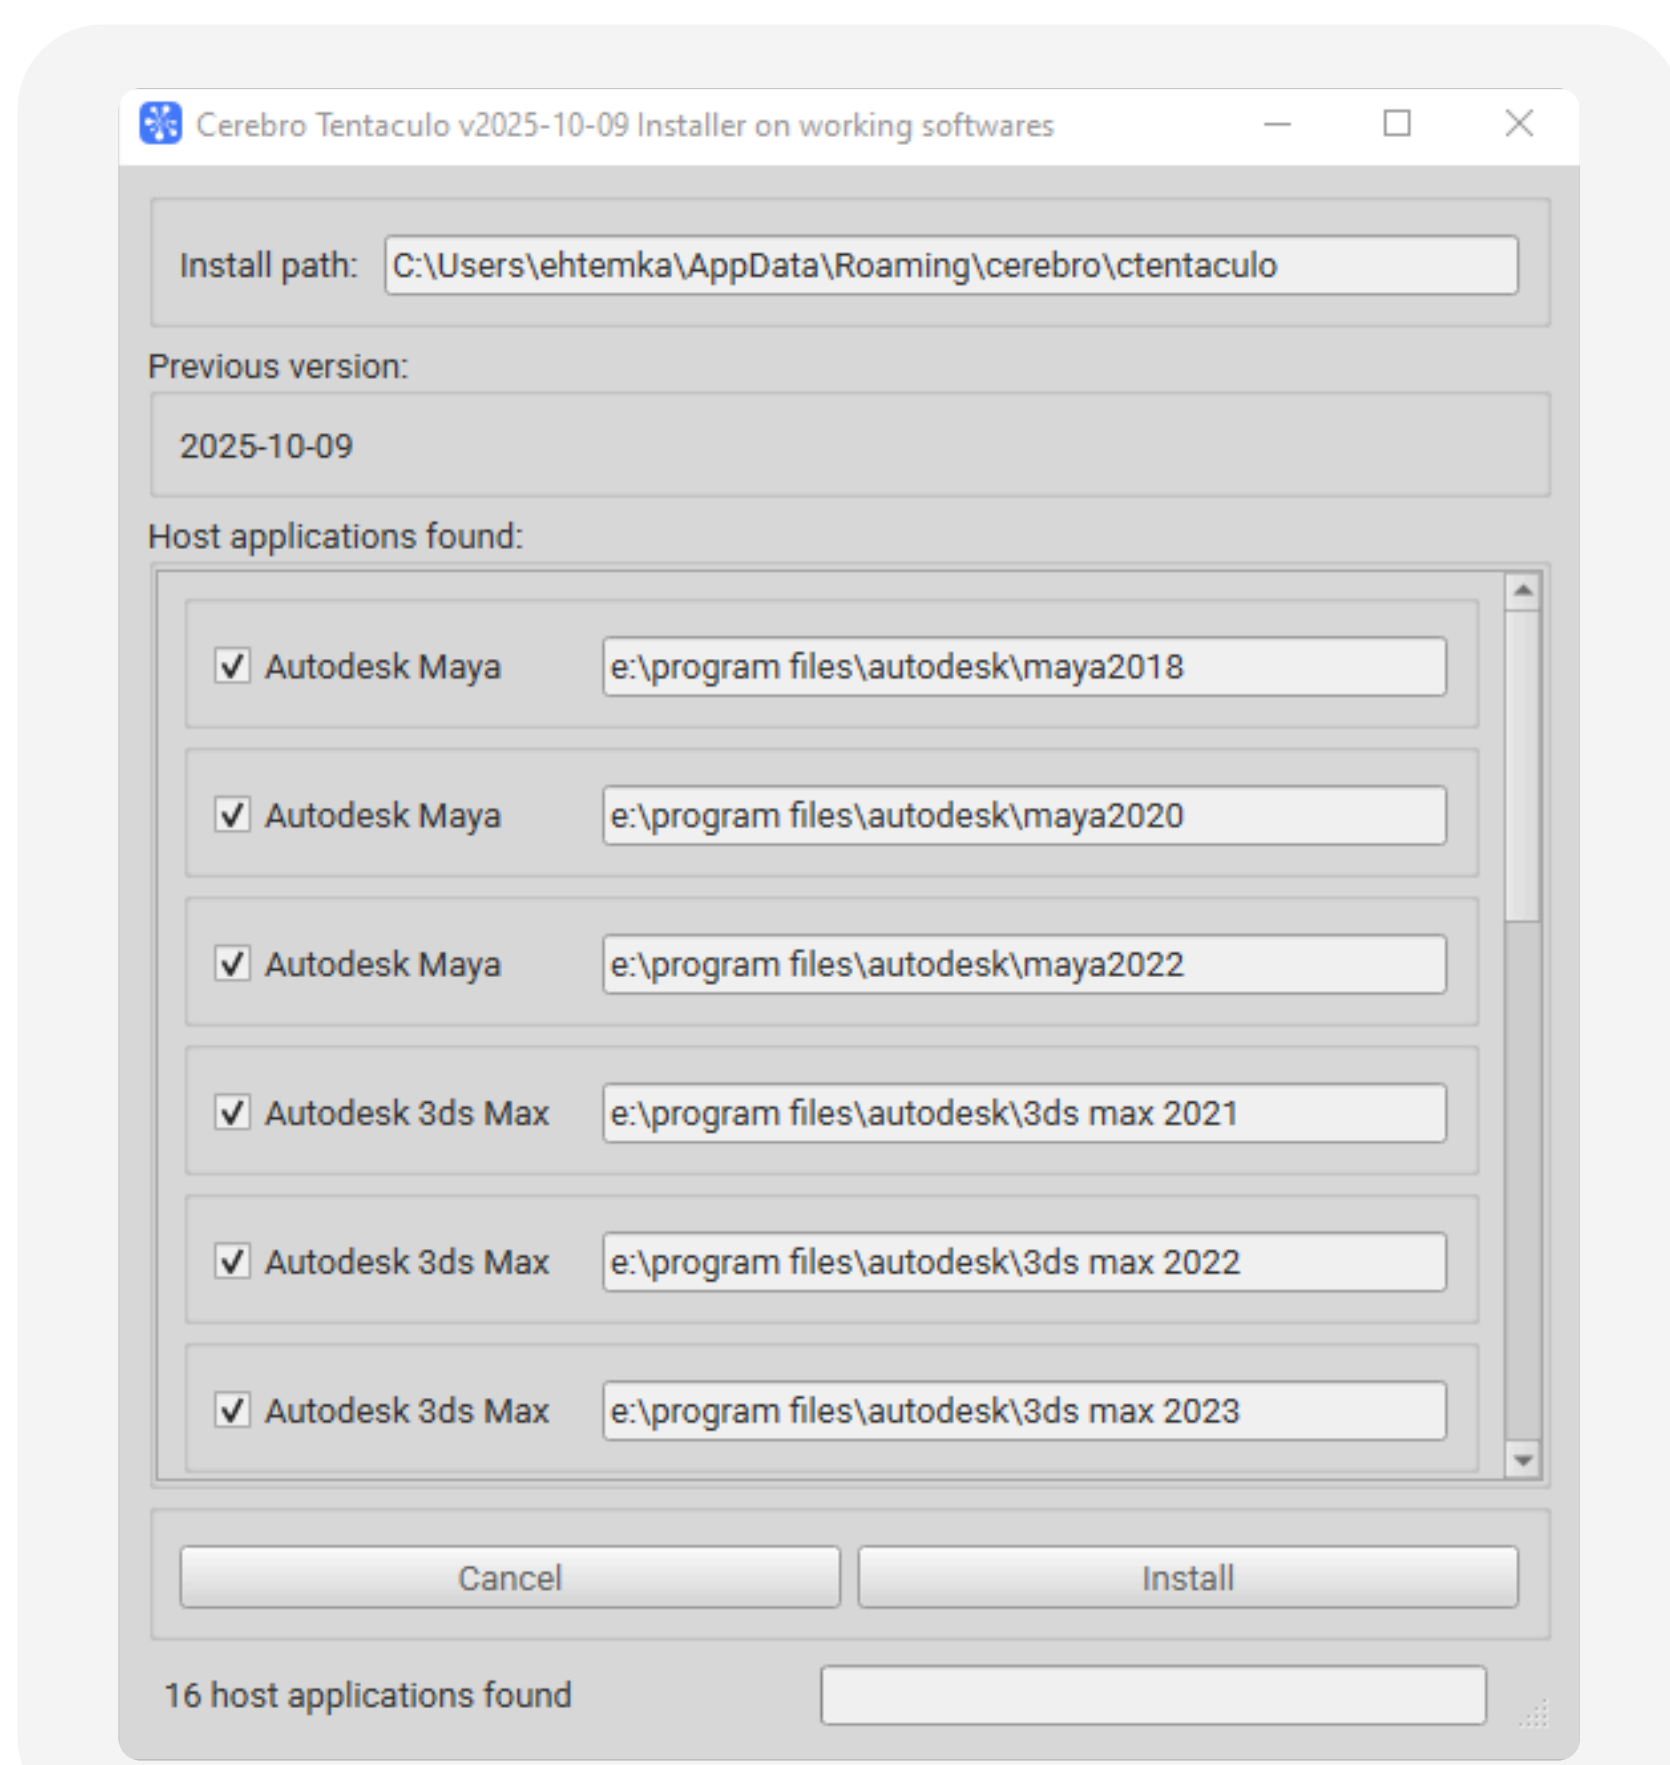 Cerebro Tentaculo v2025-10-09 Installer on working softwares
Install path: C:\Users\ehtemka\AppData\Roaming\cerebro\ctentaculo
Previous version:
2025-10-09
Host applications found:
Autodesk Maya e:\program files\autodesk\maya2018
Autodesk Maya e:\program files\autodesk\maya2020
Autodesk Maya e:\program files\autodesk\maya2022
Autodesk 3ds Max e:\program files\autodesk\3ds max 2021
Autodesk 3ds Max e:\program files\autodesk\3ds max 2022
Autodesk 3ds Max e:\program files\autodesk\3ds max 2023
Cancel Install
16 host applications found